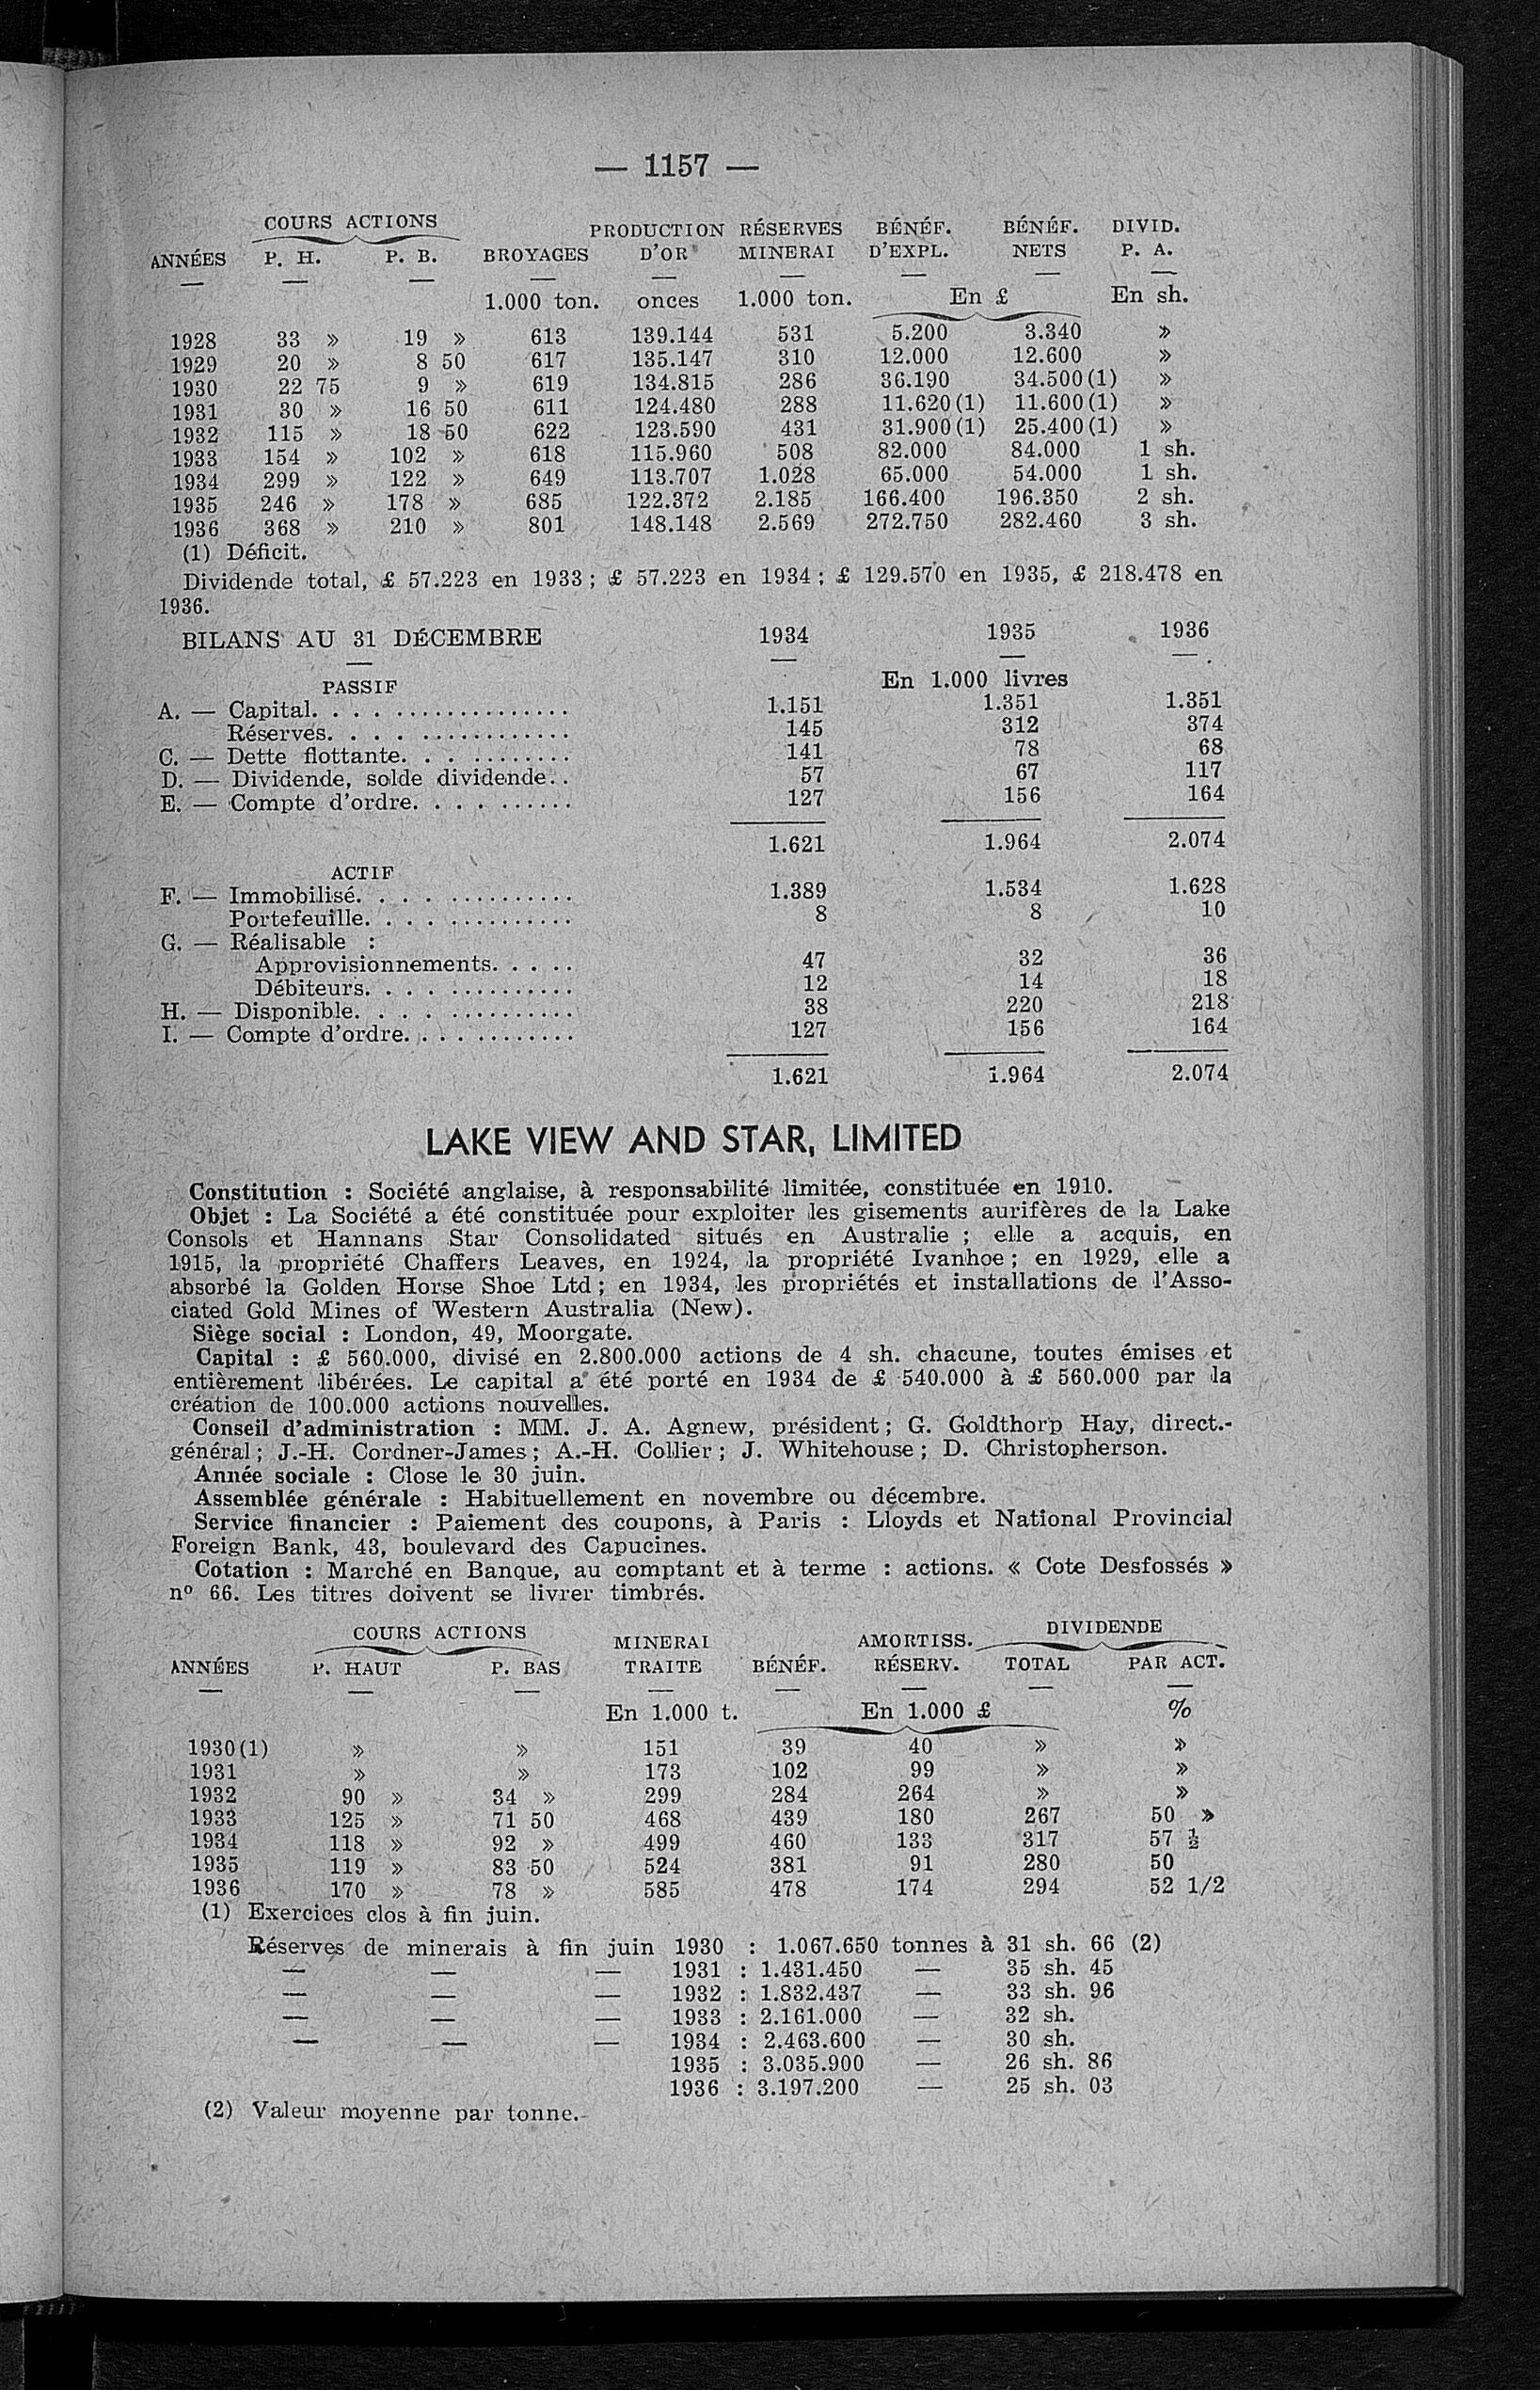 — 1157 —
COURS ACTIONS PRODUCTION RÉSERVES BÉNÉF. BÉNÉF. DIVID.
ANNÉES P. H. P. B. BROYAGES D'OR MINERAI D'EXPL. NETS P. A.
1.000 ton. onces 1.000 ton. En £ En sh.
1928 33 » 19 » 613 139.144 531 5.200 3.340 »
1929 20 » 8 50 617 135.147 310 12.000 12.600 »
1930 22 75 9 » 619 134.815 286 36.190 34.500 (1) »
1931 30 » 16 50 611 124.480 288 11.620 (1) 11.600 (1) »
1932 115 » 18 50 622 123.590 431 31.900 (1) 25.400 (1) »
1933 154 » 102 » 618 115.960 508 82.000 84.000 1 sh.
1934 299 » 122 » 649 113.707 1.028 65.000 54.000 1 sh.
1935 246 » 178 » 685 122.372 2.185 166.400 196.350 2 sh.
1936 368 » 210 » 801 148.148 2.569 272.750 282.460 3 sh.
(1) Déficit.
Dividende total, £ 57.223 en 1933 ; £ 57.223 en 1934 ; £ 129.570 en 1935, £ 218.478 en
1936.
BILANS AU 31 DÉCEMBRE 1934 1935 1936
En 1.000 livres
PASSIF
A. — Capital. . . . . . . . . . . . . . . . . 1.151 1.351 1.351
Réserves. . . . . . . . . . . . . . . . 145 312 374
C. — Dette flottante. . . . . . . . . . 141 78 68
D. — Dividende, solde dividende. . 57 67 117
E. — Compte d'ordre. . . . . . . . . . 127 156 164
1.621 1.964 2.074
ACTIF
F. — Immobilisé. . . . . . . . . . . . . . 1.389 1.534 1.628
Portefeuille. . . . . . . . . . . . . . 8 8 10
G. — Réalisable :
Approvisionnements. . . . . 47 32 36
Débiteurs. . . . . . . . . . . . . . 12 14 18
H. — Disponible. . . . . . . . . . . . . . 38 220 218
I. — Compte d'ordre. . . . . . . . . . . . 127 156 164
1.621 1.964 2.074
LAKE VIEW AND STAR, LIMITED
Constitution : Société anglaise, à responsabilité limitée, constituée en 1910.
Objet : La Société a été constituée pour exploiter les gisements aurifères de la Lake
Consols et Hannans Star Consolidated situés en Australie ; elle a acquis, en
1915, la propriété Chaffers Leaves, en 1924, la propriété Ivanhoe ; en 1929, elle a
absorbé la Golden Horse Shoe Ltd ; en 1934, les propriétés et installations de l'Asso-
ciated Gold Mines of Western Australia (New).
Siège social : London, 49, Moorgate.
Capital : £ 560.000, divisé en 2.800.000 actions de 4 sh. chacune, toutes émises et
entièrement libérées. Le capital a été porté en 1934 de £ 540.000 à £ 560.000 par la
création de 100.000 actions nouvelles.
Conseil d'administration : MM. J. A. Agnew, président ; G. Goldthorp Hay, direct.-
général ; J.-H. Cordner-James ; A.-H. Collier ; J. Whitehouse ; D. Christopherson.
Année sociale : Close le 30 juin.
Assemblée générale : Habituellement en novembre ou décembre.
Service financier : Paiement des coupons, à Paris : Lloyds et National Provincial
Foreign Bank, 43, boulevard des Capucines.
Cotation : Marché en Banque, au comptant et à terme : actions. « Cote Desfossés »
nº 66. Les titres doivent se livrer timbrés.
COURS ACTIONS MINERAI AMORTISS. DIVIDENDE
ANNÉES P. HAUT P. BAS TRAITE BÉNÉF. RÉSERV. TOTAL PAR ACT.
En 1.000 t. En 1.000 £ %
1930 (1) » » 151 39 40 » »
1931 » » 173 102 99 » »
1932 90 » 34 » 299 284 264 » »
1933 125 » 71 50 468 439 180 267 50 »
1934 118 » 92 » 499 460 133 317 57 ½
1935 119 » 83 50 524 381 91 280 50
1936 170 » 78 » 585 478 174 294 52 1/2
(1) Exercices clos à fin juin.
Réserves de minerais à fin juin 1930 : 1.067.650 tonnes à 31 sh. 66 (2)
— — — 1931 : 1.431.450 — 35 sh. 45
— — — 1932 : 1.832.437 — 33 sh. 96
— — — 1933 : 2.161.000 — 32 sh.
— — — 1934 : 2.463.600 — 30 sh.
1935 : 3.035.900 — 26 sh. 86
1936 : 3.197.200 — 25 sh. 03
(2) Valeur moyenne par tonne.